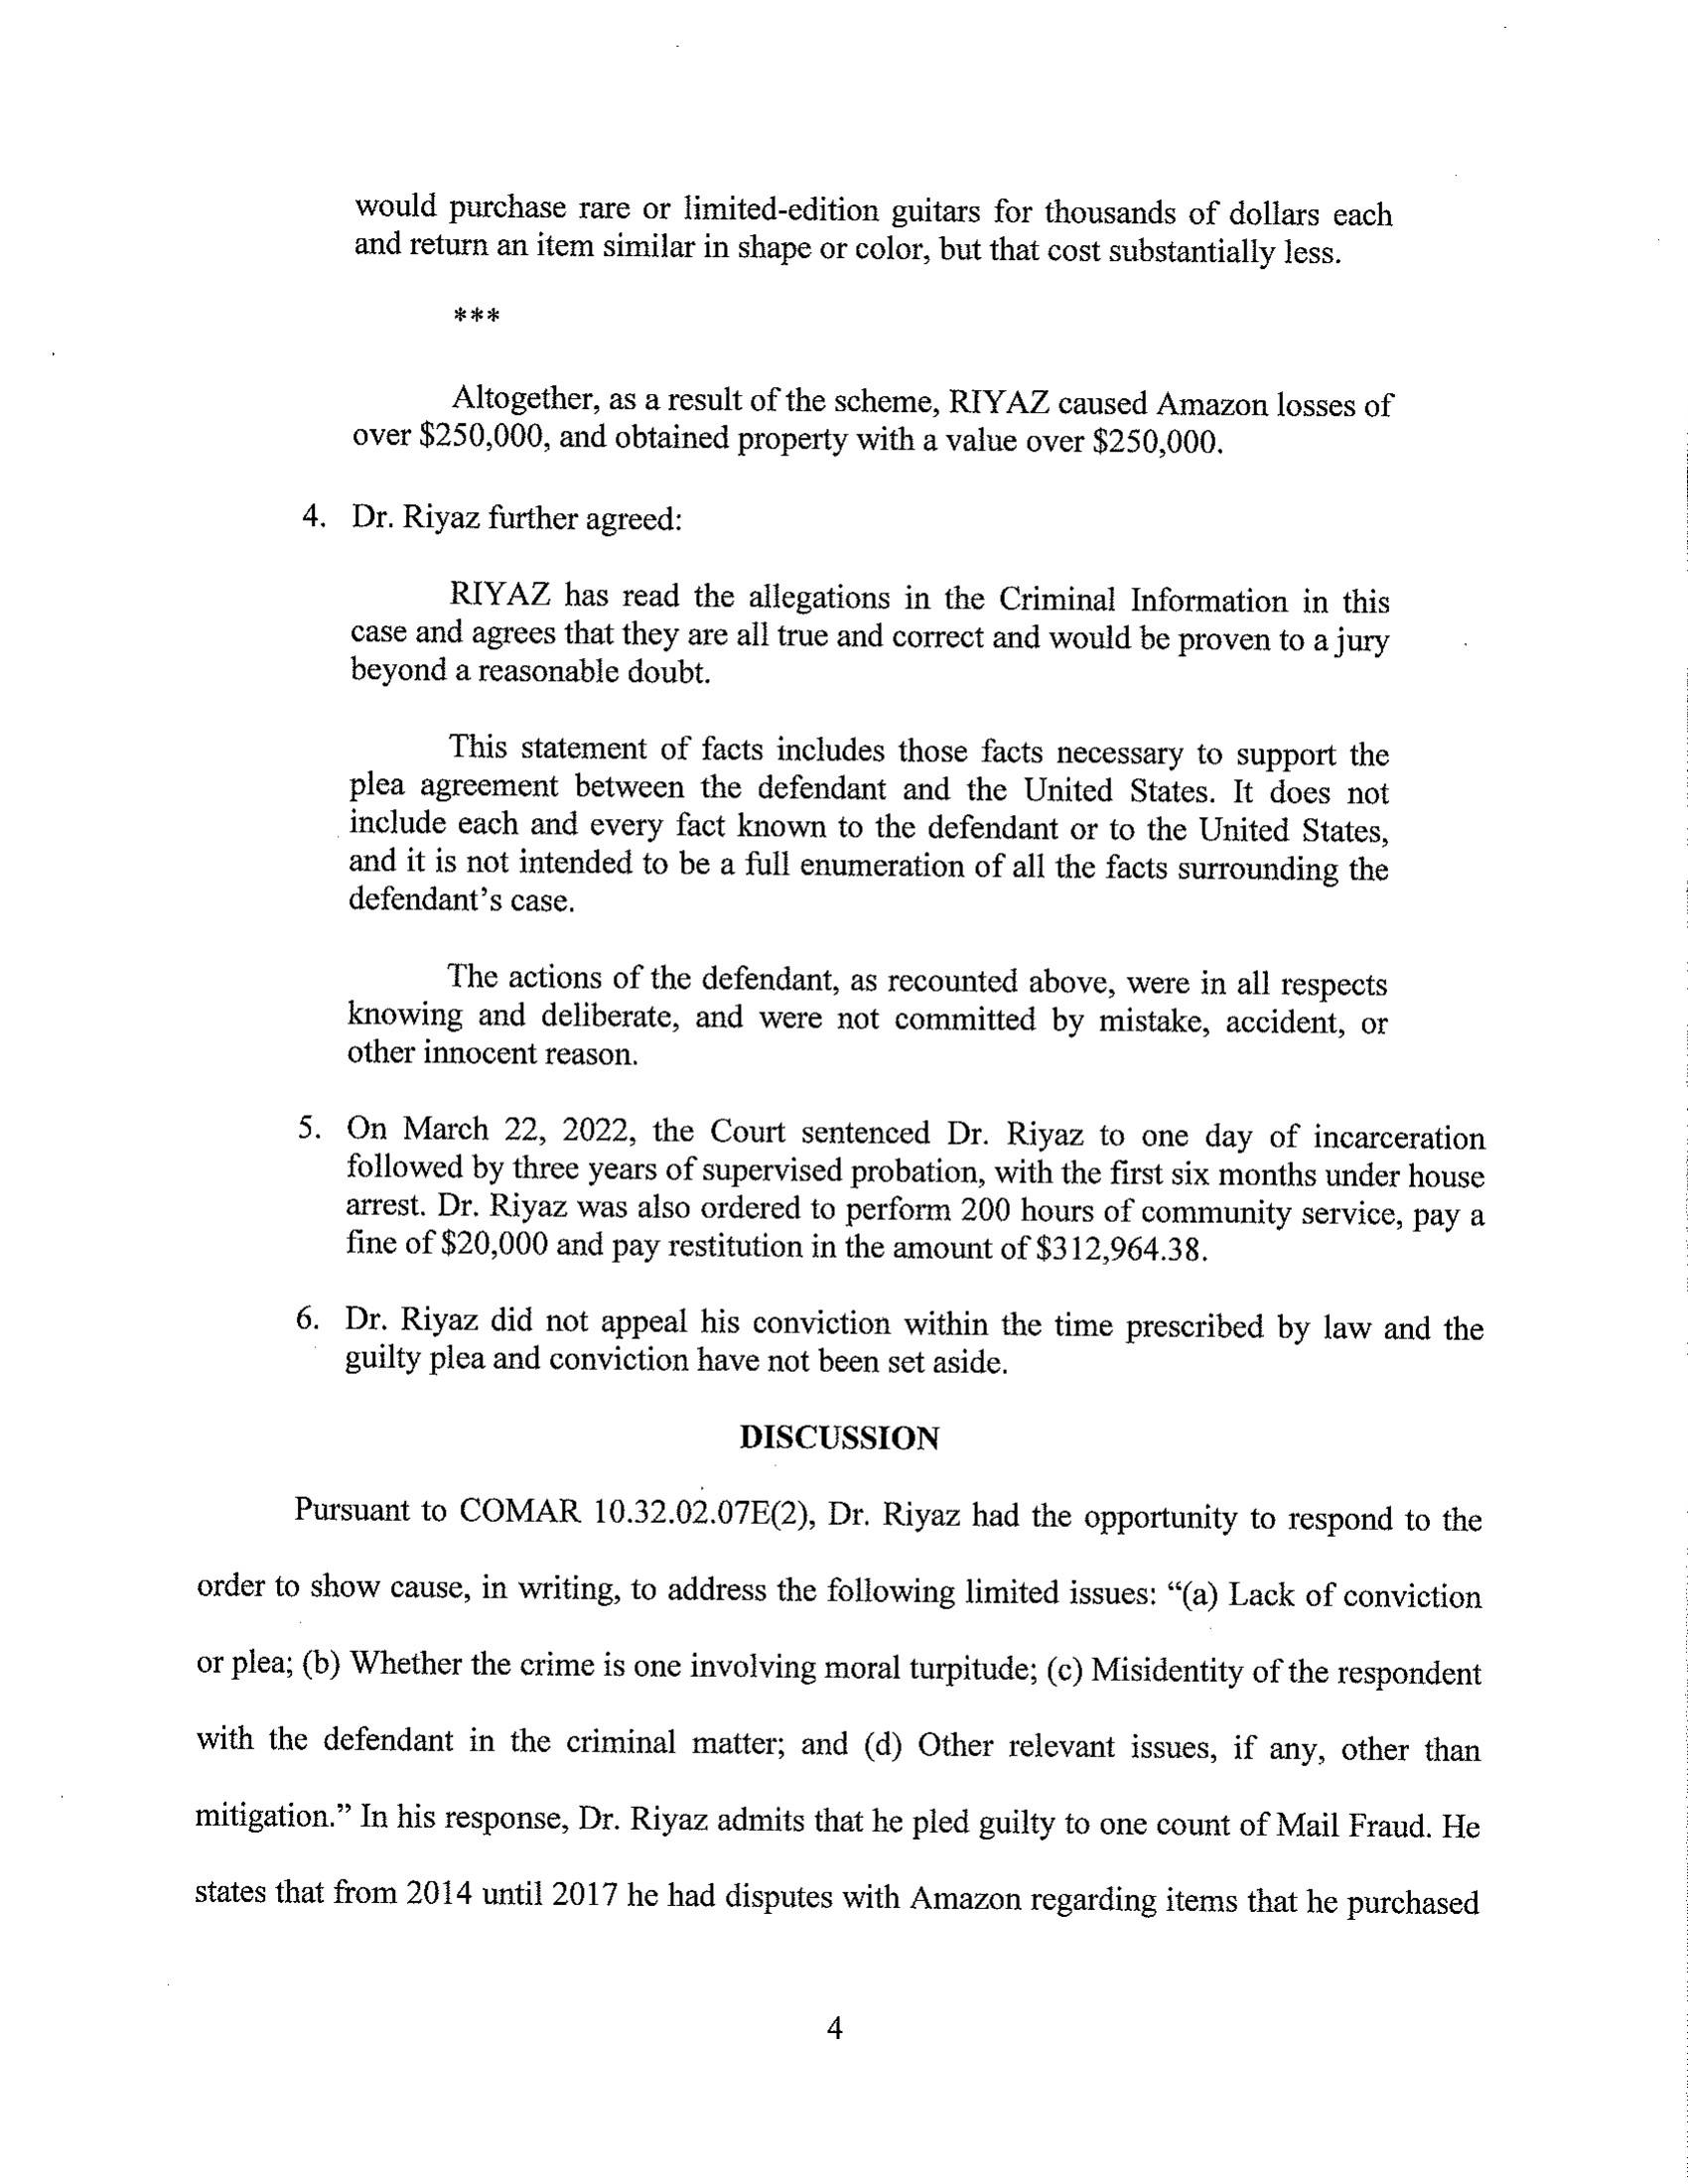 would purchase rare or limited-edition guitars for thousands of dollars each
and return an item similar in shape or color, but that cost substantially less.
***
Altogether, as a result of the scheme, RIYAZ caused Amazon losses of
over $250,000, and obtained property with a value over $250,000.
4. Dr. Riyaz further agreed:
RIYAZ has read the allegations in the Criminal Information in this
case and agrees that they are all true and correct and would be proven to a jury
beyond a reasonable doubt.
This statement of facts includes those facts necessary to support the
plea agreement between the defendant and the United States. It does not
include each and every fact known to the defendant or to the United States,
and it is not intended to be a full enumeration of all the facts surrounding the
defendant's case.
The actions of the defendant, as recounted above, were in all respects
knowing and deliberate, and were not committed by mistake, accident, or
other innocent reason.
5. On March 22, 2022, the Court sentenced Dr. Riyaz to one day of incarceration
followed by three years of supervised probation, with the first six months under house
arrest. Dr. Riyaz was also ordered to perform 200 hours of community service, pay a
fine of $20,000 and pay restitution in the amount of $312,964.38.
6. Dr. Riyaz did not appeal his conviction within the time prescribed by law and the
guilty plea and conviction have not been set aside.
DISCUSSION
Pursuant to COMAR 10.32.02.07E(2), Dr. Riyaz had the opportunity to respond to the
order to show cause, in writing, to address the following limited issues: “(a) Lack of conviction
or plea; (b) Whether the crime is one involving moral turpitude; (c) Misidentity of the respondent
with the defendant in the criminal matter; and (d) Other relevant issues, if any, other than
mitigation.” In his response, Dr. Riyaz admits that he pled guilty to one count of Mail Fraud. He
states that from 2014 until 2017 he had disputes with Amazon regarding items that he purchased
4